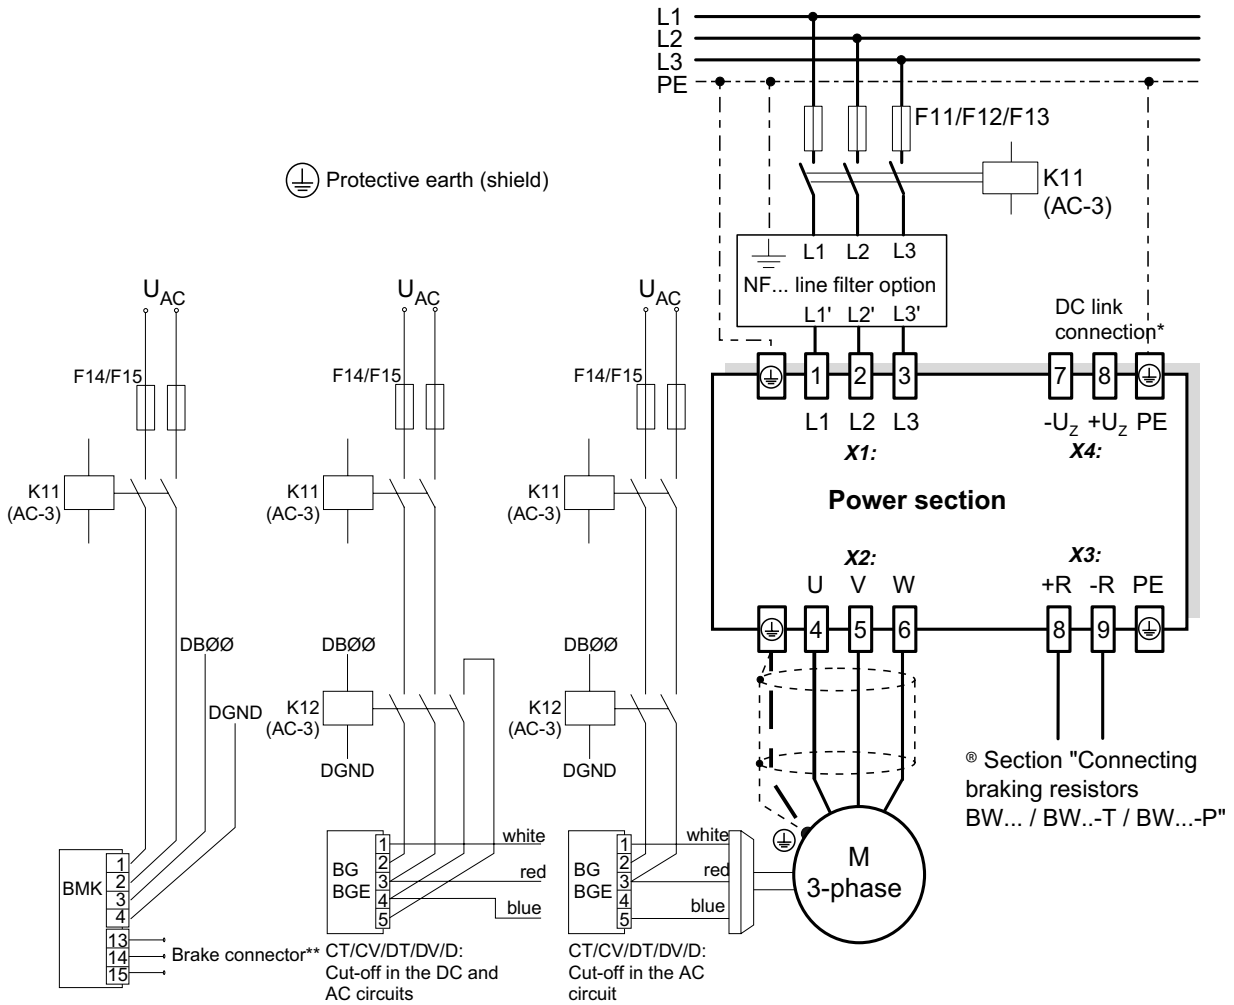 L1
L2
L3
PE
F11/F12/F13
K11
(AC-3)
Protective earth (shield)
L1 L2 L3
NF... line filter option
L1' L2' L3'
DC link
connection*
1 2 3 7 8
L1 L2 L3 -UZ +UZ PE
X1: X4:
Power section
X2: X3:
U V W +R -R PE
4 5 6 8 9
® Section "Connecting
braking resistors
BW... / BW..-T / BW...-P"
M
3-phase
UAC
F14/F15
K11
(AC-3)
DBØØ
DGND
BMK
1
2
3
4
13
14
15
Brake connector**
UAC
F14/F15
K11
(AC-3)
DBØØ
K12
(AC-3)
DGND
BG
BGE
1
2
3
4
5
white
red
blue
CT/CV/DT/DV/D:
Cut-off in the DC and
AC circuits
UAC
F14/F15
K11
(AC-3)
DBØØ
K12
(AC-3)
DGND
BG
BGE
1
2
3
4
5
white
red
blue
CT/CV/DT/DV/D:
Cut-off in the AC
circuit